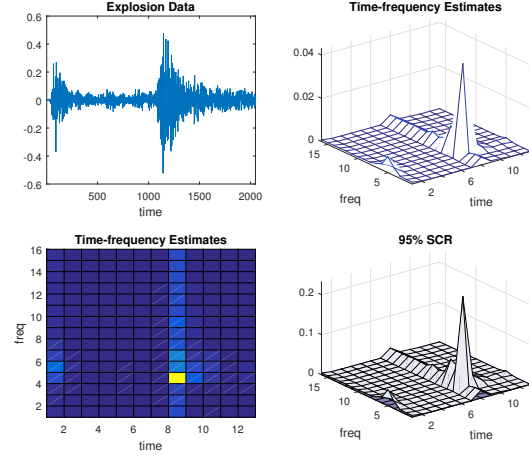 Explosion Data
0.6
0.4
0.2
0
-0.2
-0.4
-0.6
500 1000 1500 2000
time
Time-frequency Estimates
0.04
0.02
0
15
10
5
freq
2
6
10
time
Time-frequency Estimates
16
14
12
10
8
6
4
2
freq
2 4 6 8 10 12
time
95% SCR
0.2
0.1
0
15
10
5
freq
2
6
10
time